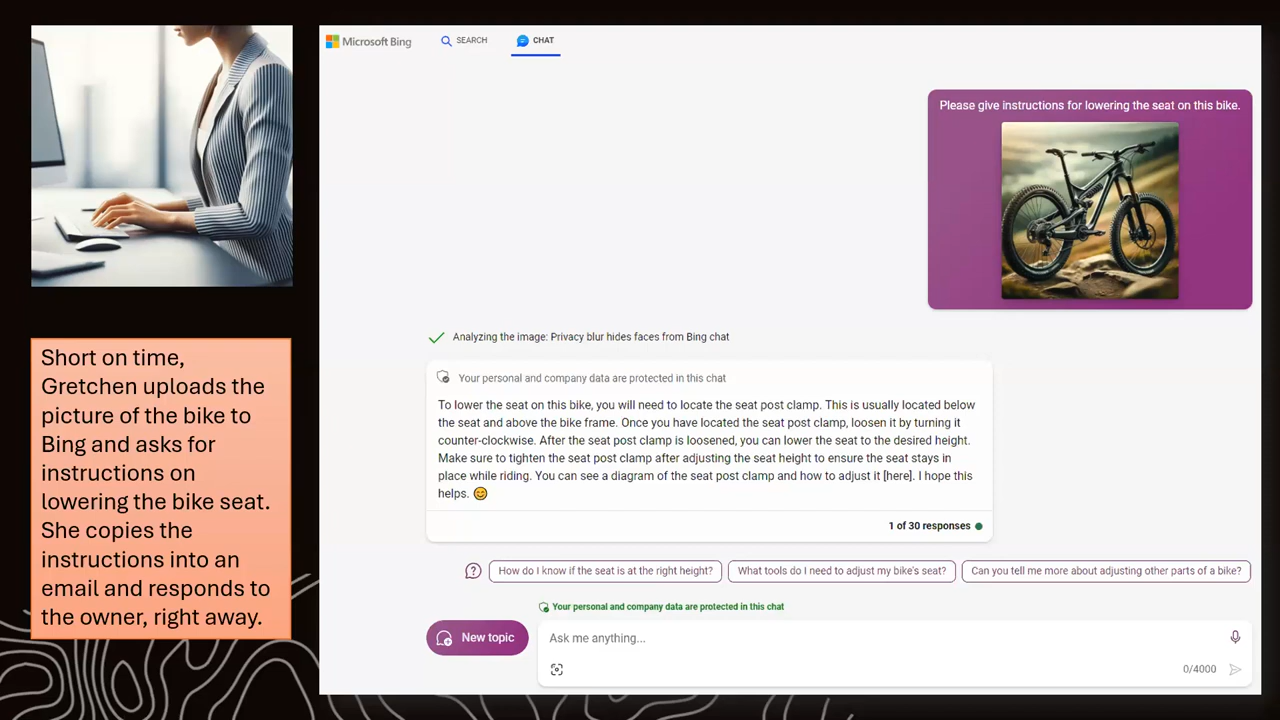 Microsoft Bing
SEARCH
CHAT
Please give instructions for lowering the seat on this bike.
Analyzing the image: Privacy blur hides faces from Bing chat
Your personal and company data are protected in this chat
To lower the seat on this bike, you will need to locate the seat post clamp. This is usually located below
the seat and above the bike frame. Once you have located the seat post clamp, loosen it by turning it
counter-clockwise. After the seat post clamp is loosened, you can lower the seat to the desired height.
Make sure to tighten the seat post clamp after adjusting the seat height to ensure the seat stays in
place while riding. You can see a diagram of the seat post clamp and how to adjust it [here]. I hope this
helps. 😊
1 of 30 responses
How do I know if the seat is at the right height?
What tools do I need to adjust my bike's seat?
Can you tell me more about adjusting other parts of a bike?
Your personal and company data are protected in this chat
New topic
Ask me anything...
0/4000
Short on time,
Gretchen uploads the
picture of the bike to
Bing and asks for
instructions on
lowering the bike seat.
She copies the
instructions into an
email and responds to
the owner, right away.